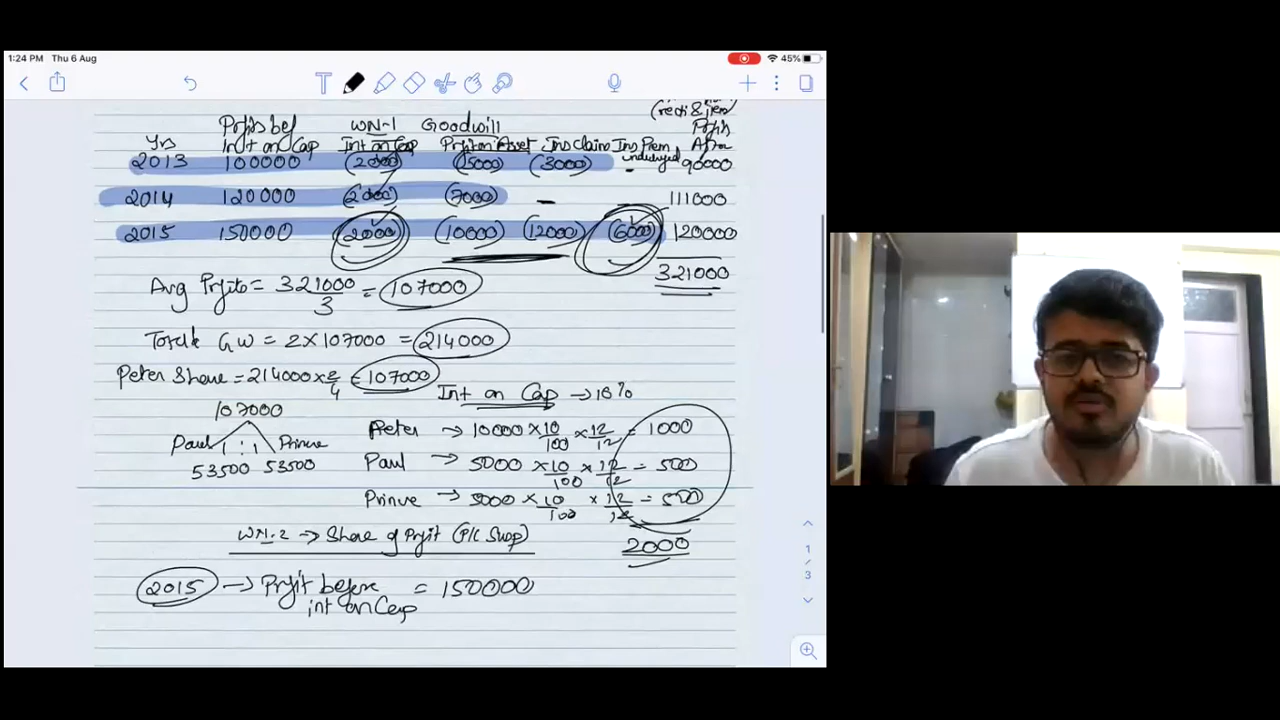 1:24 PM Thu 6 Aug
45%
T
Profits bef WN-1 Goodwill Profits
Yrs Int on Cap Int on Cap Profit on Asset Ins Claim Ins Prem After
2013 100000 (2000) (5000) (3000) - 90000
2014 120000 (2000) (7000) - 111000
2015 150000 (2000) (10000) (12000) (6000) 120000
321000
Avg Profits = 321000/3 = 107000
Total GW = 2×107000 = 214000
Peter Share = 214000×2/4 = 107000
Int on Cap → 10%
107000
Peter → 10000 × 10/100 × 12/12 = 1000
Paul 1 : 1 Prince
53500 53500
Paul → 5000 × 10/100 × 12/12 = 500
Prince → 5000 × 10/100 × 12/12 = 500
WN-2 → Share of Profit (P/L Susp)
2000
2015 → Profit before = 150000
int on Cap
1
/
3